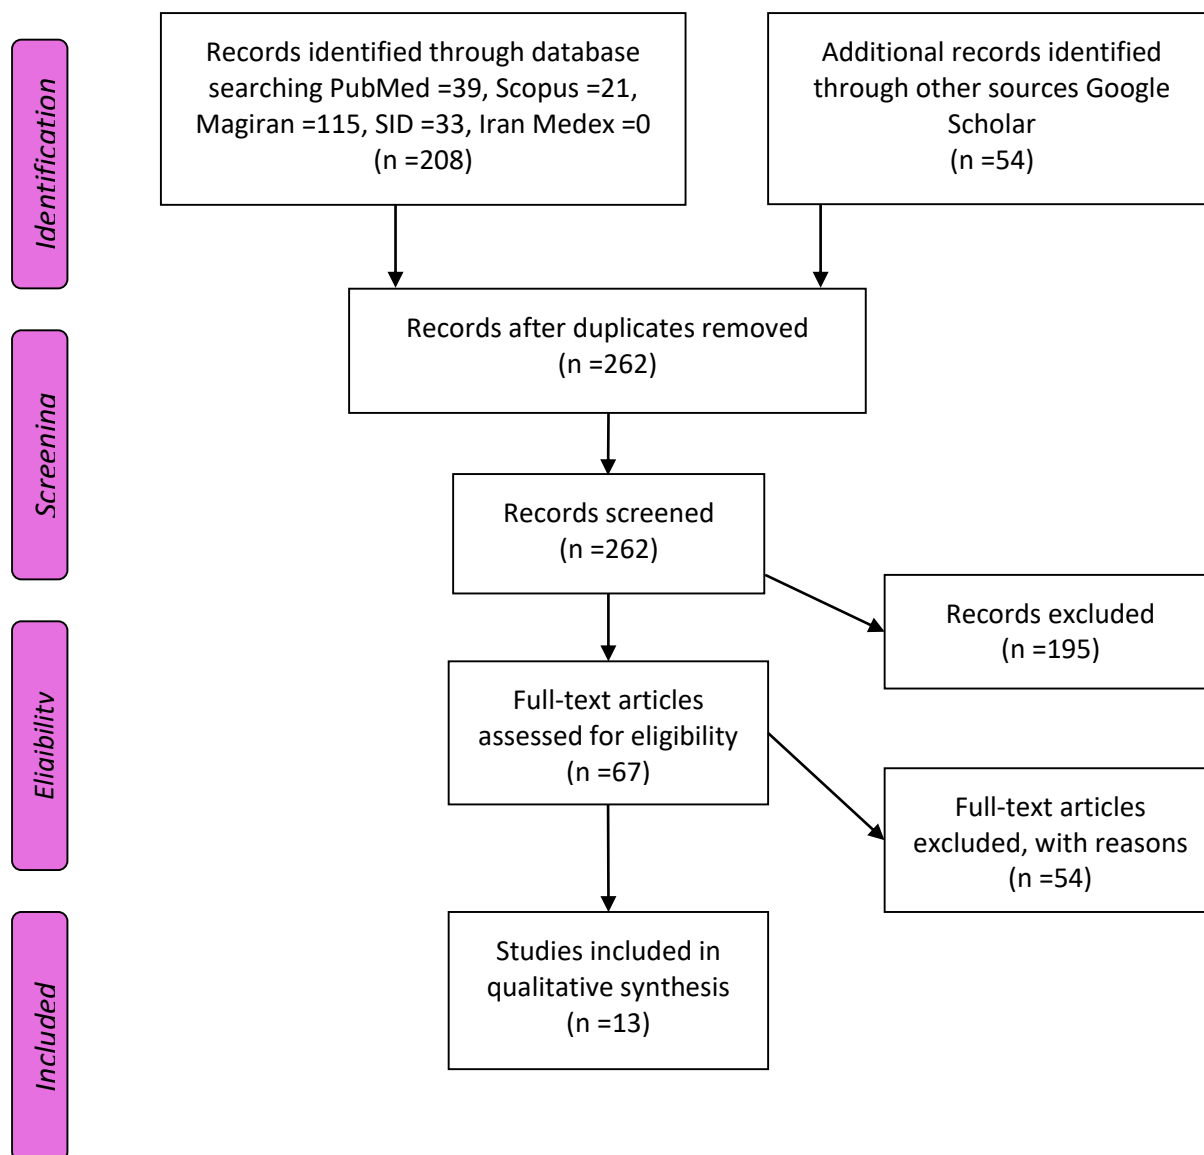 Identification
Records identified through database
searching PubMed =39, Scopus =21,
Magiran =115, SID =33, Iran Medex =0
(n =208)
Additional records identified
through other sources Google
Scholar
(n =54)
Records after duplicates removed
(n =262)
Screening
Records screened
(n =262)
Records excluded
(n =195)
Eligibility
Full-text articles
assessed for eligibility
(n =67)
Full-text articles
excluded, with reasons
(n =54)
Included
Studies included in
qualitative synthesis
(n =13)